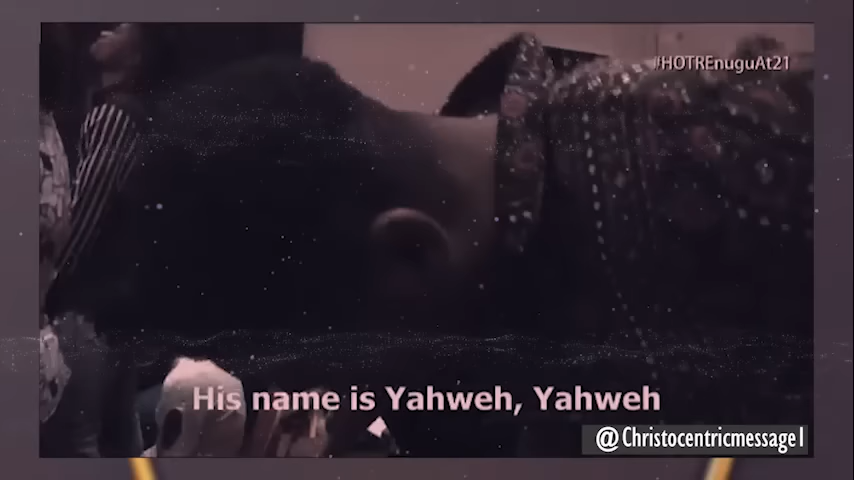 #HOTREnuguAt21
His name is Yahweh, Yahweh
@Christocentricmessage1